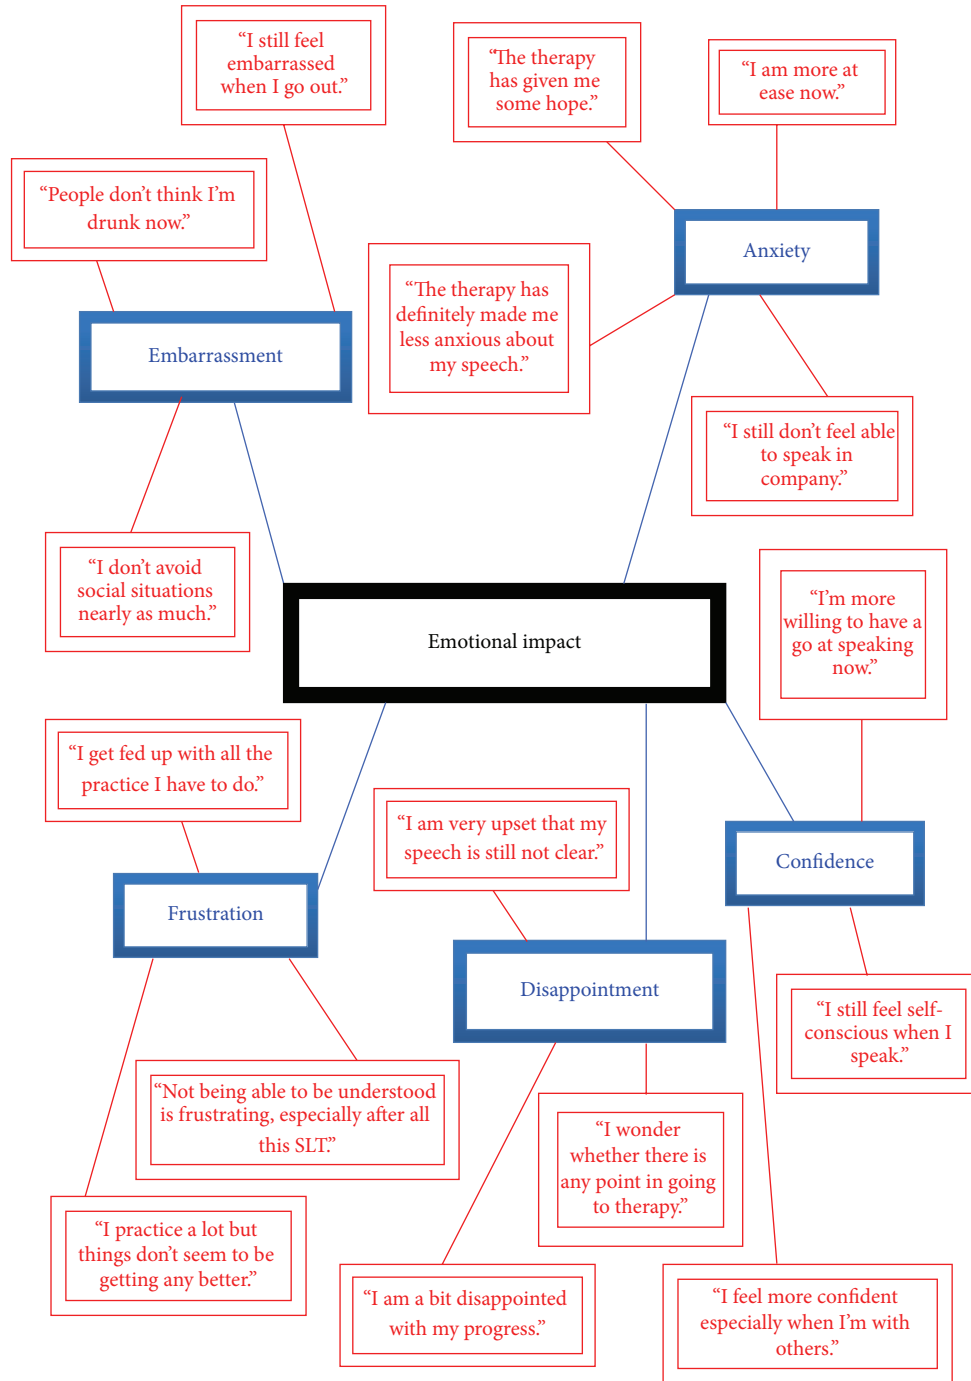 “I still feel
embarrassed
when I go out.”
“The therapy
has given me
some hope.”
“I am more at
ease now.”
“People don’t think I’m
drunk now.”
Anxiety
“The therapy has
definitely made me
less anxious about
my speech.”
Embarrassment
“I still don’t feel able
to speak in
company.”
“I don’t avoid
social situations
nearly as much.”
“I’m more
willing to have a
go at speaking
now.”
Emotional impact
“I get fed up with all the
practice I have to do.”
“I am very upset that my
speech is still not clear.”
Confidence
Frustration
Disappointment
“I still feel self-
conscious when I
speak.”
“Not being able to be understood
is frustrating, especially after all
this SLT.”
“I wonder
whether there is
any point in going
to therapy.”
“I practice a lot but
things don’t seem to be
getting any better.”
“I am a bit disappointed
with my progress.”
“I feel more confident
especially when I’m with
others.”